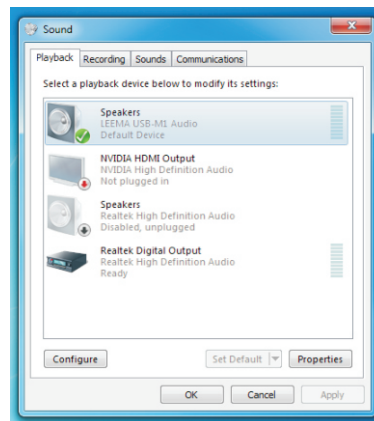 Sound
Playback Recording Sounds Communications
Select a playback device below to modify its settings:
Speakers
LEEMA USB-M1 Audio
Default Device
NVIDIA HDMI Output
NVIDIA High Definition Audio
Not plugged in
Speakers
Realtek High Definition Audio
Disabled, unplugged
Realtek Digital Output
Realtek High Definition Audio
Ready
Configure Set Default Properties
OK Cancel Apply